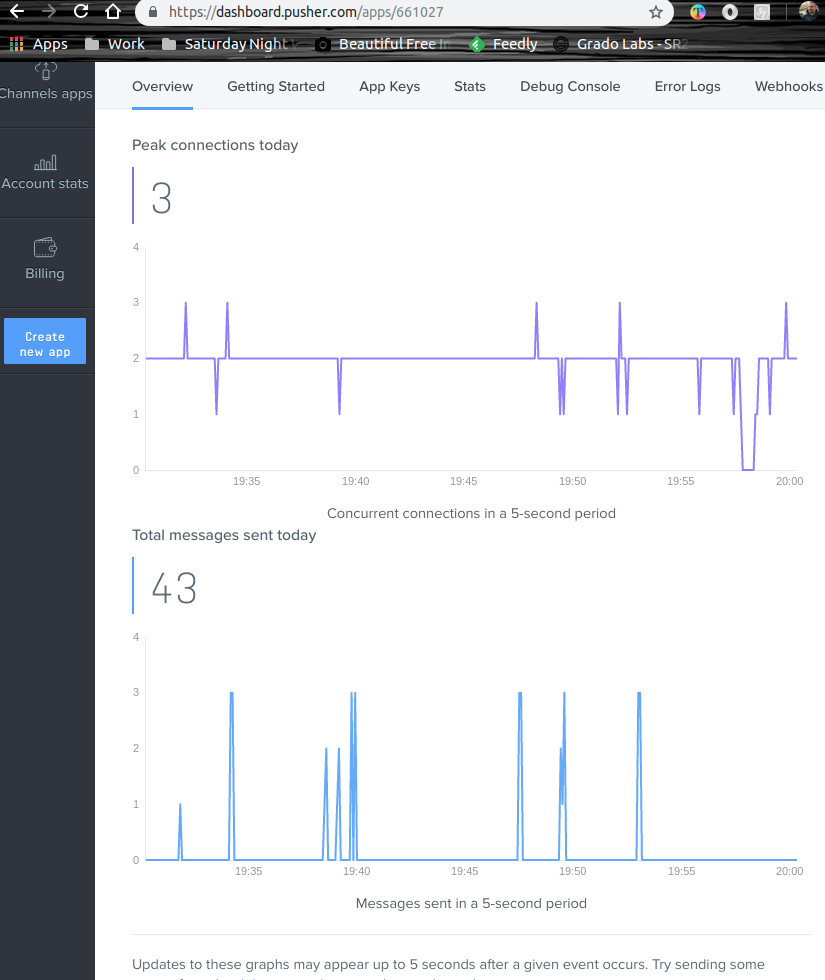 https://dashboard.pusher.com/apps/661027
Apps Work Saturday Night Beautiful Free Feedly Grado Labs - SR2
Channels apps
Account stats
Billing
Create
new app
Overview Getting Started App Keys Stats Debug Console Error Logs Webhooks
Peak connections today
3
4
3
2
1
0
19:35 19:40 19:45 19:50 19:55 20:00
Concurrent connections in a 5-second period
Total messages sent today
43
4
3
2
1
0
19:35 19:40 19:45 19:50 19:55 20:00
Messages sent in a 5-second period
Updates to these graphs may appear up to 5 seconds after a given event occurs. Try sending some